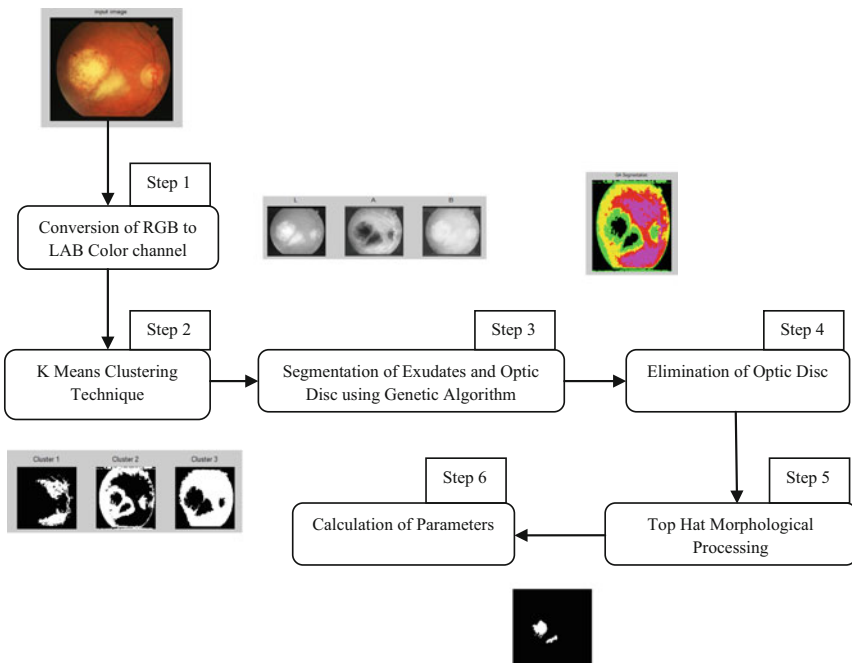 input image
Step 1
Conversion of RGB to
LAB Color channel
L A B
GA Segmentation
Step 2
K Means Clustering
Technique
Step 3
Segmentation of Exudates and Optic
Disc using Genetic Algorithm
Step 4
Elimination of Optic Disc
Cluster 1 Cluster 2 Cluster 3
Step 5
Top Hat Morphological
Processing
Step 6
Calculation of Parameters